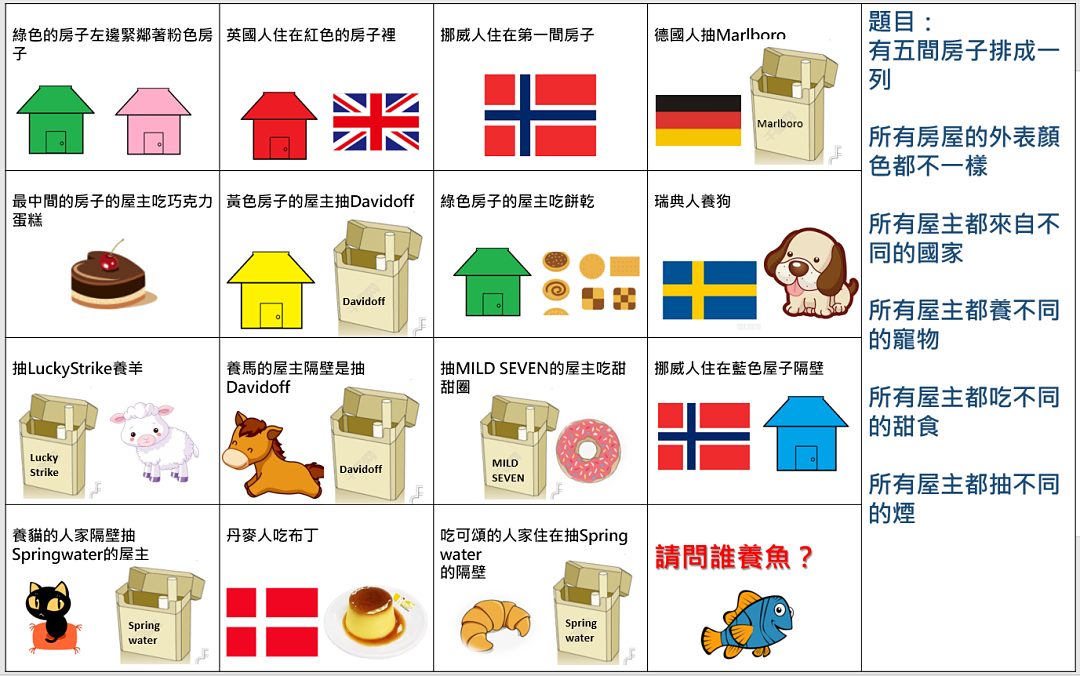 綠色的房子左邊緊鄰著粉色房
子
英國人住在紅色的房子裡
挪威人住在第一間房子
德國人抽Marlboro
Marlboro
最中間的房子的屋主吃巧克力
蛋糕
黃色房子的屋主抽Davidoff
Davidoff
綠色房子的屋主吃餅乾
瑞典人養狗
抽LuckyStrike養羊
Lucky
Strike
養馬的屋主隔壁是抽
Davidoff
Davidoff
抽MILD SEVEN的屋主吃甜
甜圈
MILD
SEVEN
挪威人住在藍色屋子隔壁
養貓的人家隔壁抽
Springwater的屋主
Spring
water
丹麥人吃布丁
吃可頌的人家住在抽Spring
water
的隔壁
Spring
water
請問誰養魚？
題目：
有五間房子排成一
列
所有房屋的外表顏
色都不一樣
所有屋主都來自不
同的國家
所有屋主都養不同
的寵物
所有屋主都吃不同
的甜食
所有屋主都抽不同
的煙